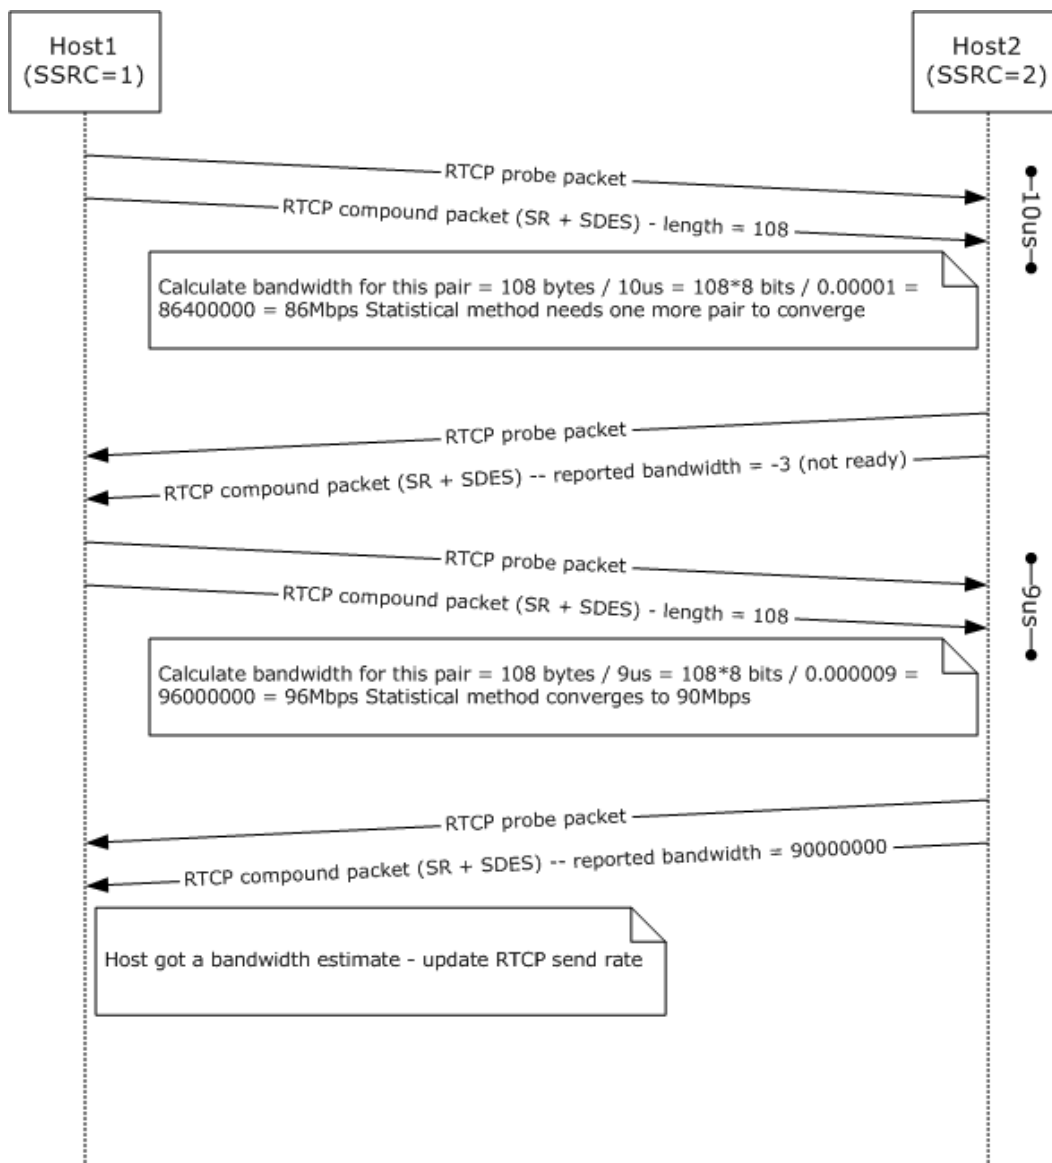 Host1
(SSRC=1)
Host2
(SSRC=2)
RTCP probe packet
RTCP compound packet (SR + SDES) - length = 108
10us
Calculate bandwidth for this pair = 108 bytes / 10us = 108*8 bits / 0.00001 =
86400000 = 86Mbps Statistical method needs one more pair to converge
RTCP probe packet
RTCP compound packet (SR + SDES) -- reported bandwidth = -3 (not ready)
RTCP probe packet
RTCP compound packet (SR + SDES) - length = 108
9us
Calculate bandwidth for this pair = 108 bytes / 9us = 108*8 bits / 0.000009 =
96000000 = 96Mbps Statistical method converges to 90Mbps
RTCP probe packet
RTCP compound packet (SR + SDES) -- reported bandwidth = 90000000
Host got a bandwidth estimate - update RTCP send rate